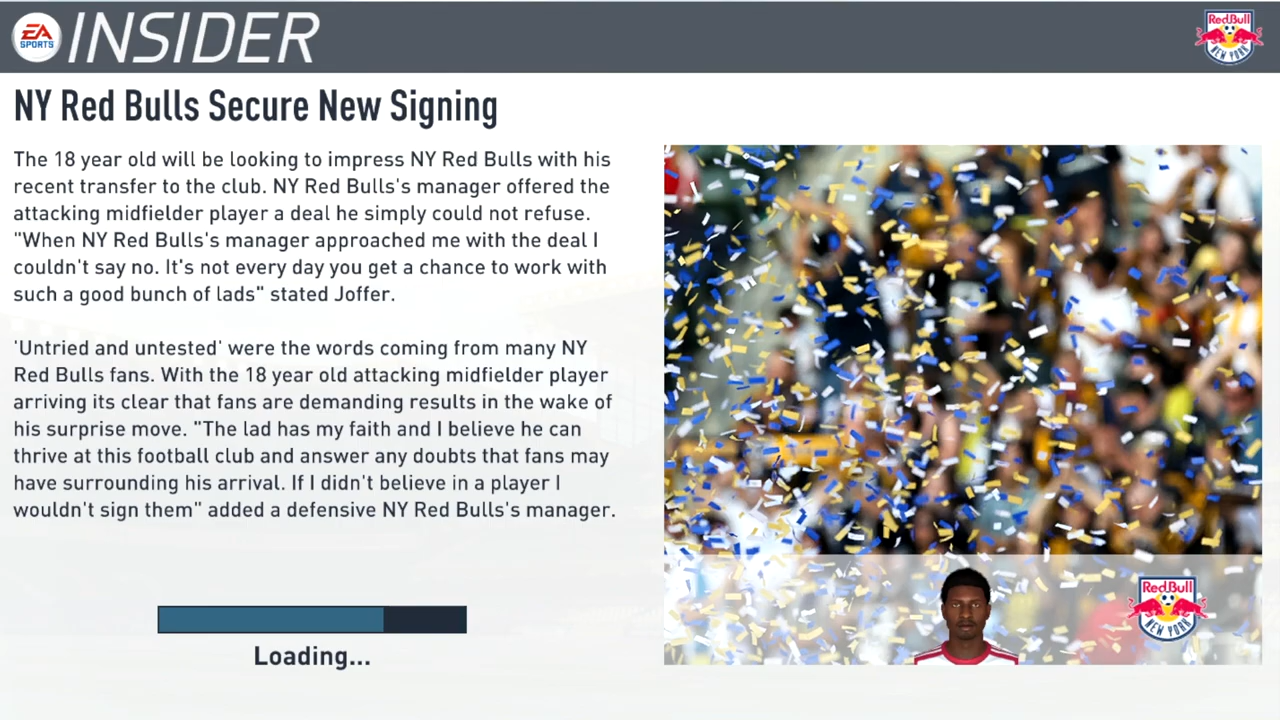 EA
SPORTS
INSIDER
Red Bull
NEW YORK
NY Red Bulls Secure New Signing
The 18 year old will be looking to impress NY Red Bulls with his
recent transfer to the club. NY Red Bulls's manager offered the
attacking midfielder player a deal he simply could not refuse.
"When NY Red Bulls's manager approached me with the deal I
couldn't say no. It's not every day you get a chance to work with
such a good bunch of lads" stated Joffer.
'Untried and untested' were the words coming from many NY
Red Bulls fans. With the 18 year old attacking midfielder player
arriving its clear that fans are demanding results in the wake of
his surprise move. "The lad has my faith and I believe he can
thrive at this football club and answer any doubts that fans may
have surrounding his arrival. If I didn't believe in a player I
wouldn't sign them" added a defensive NY Red Bulls's manager.
Loading...
Red Bull
NEW YORK